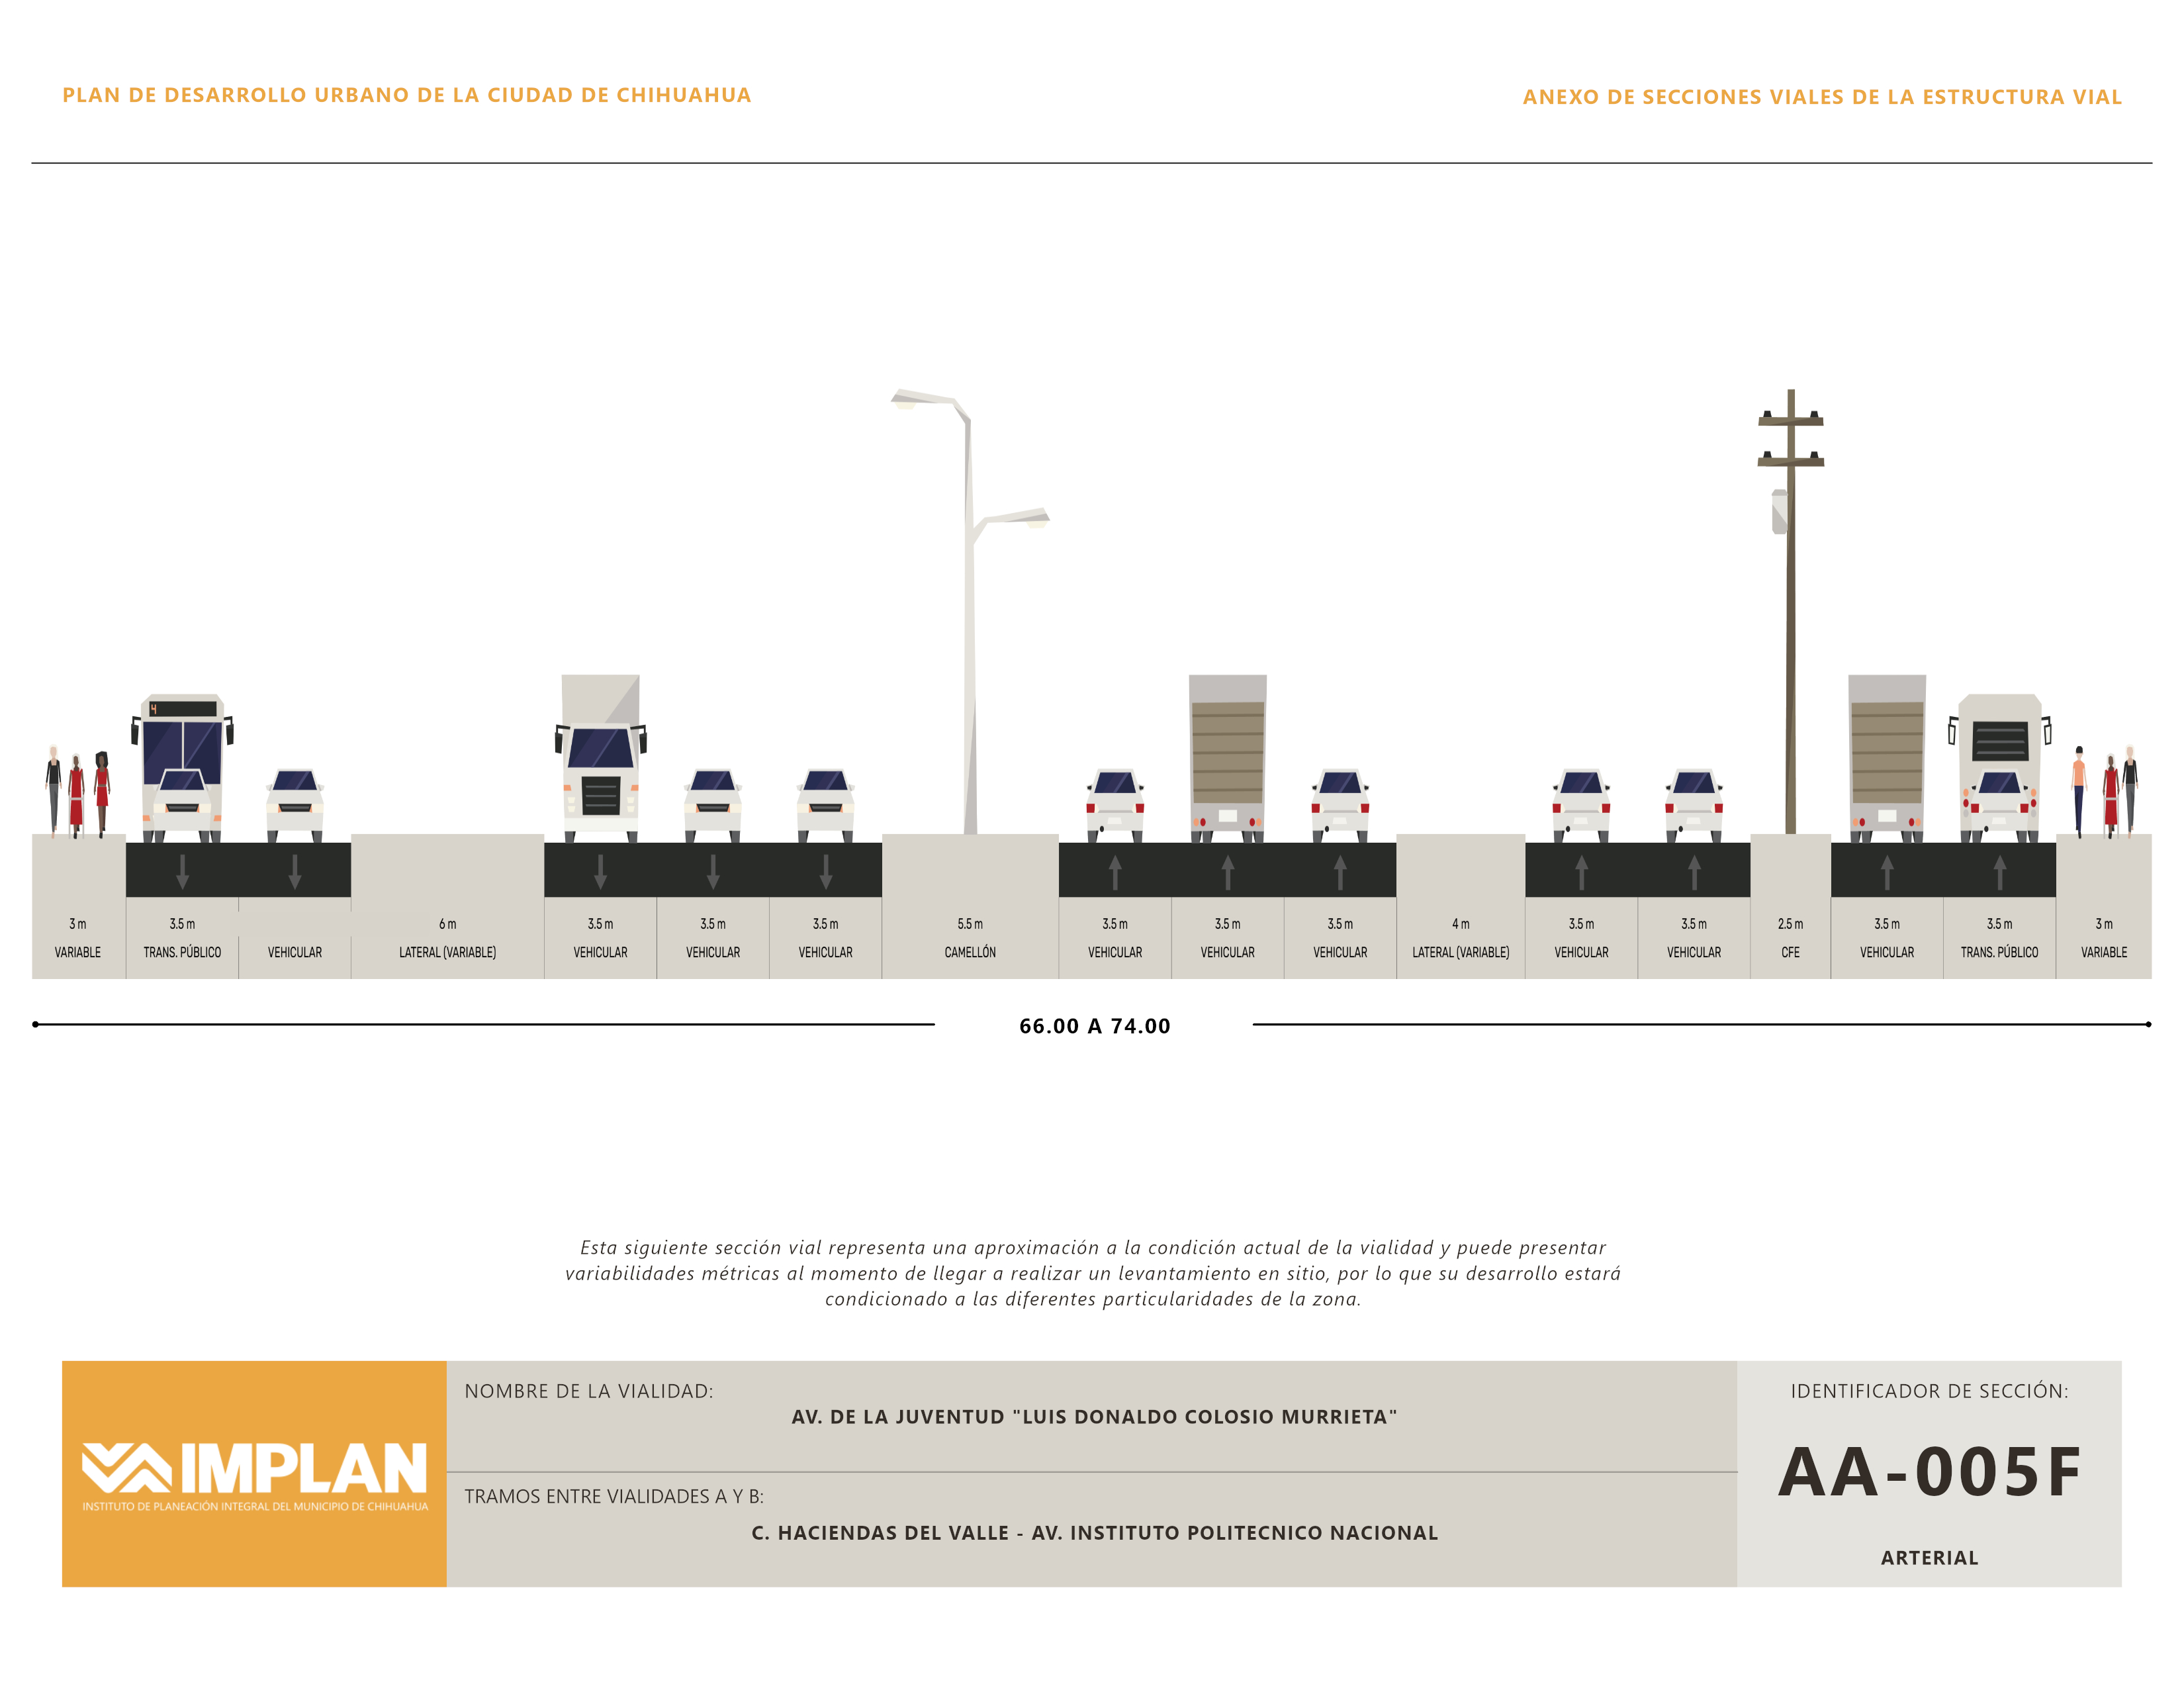 PLAN DE DESARROLLO URBANO DE LA CIUDAD DE CHIHUAHUA
ANEXO DE SECCIONES VIALES DE LA ESTRUCTURA VIAL
4
3 m 3.5 m 6 m 3.5 m 3.5 m 3.5 m 5.5 m 3.5 m 3.5 m 3.5 m 4 m 3.5 m 3.5 m 2.5 m 3.5 m 3.5 m 3 m
VARIABLE TRANS. PÚBLICO VEHICULAR LATERAL (VARIABLE) VEHICULAR VEHICULAR VEHICULAR CAMELLÓN VEHICULAR VEHICULAR VEHICULAR LATERAL (VARIABLE) VEHICULAR VEHICULAR CFE VEHICULAR TRANS. PÚBLICO VARIABLE
66.00 A 74.00
Esta siguiente sección vial representa una aproximación a la condición actual de la vialidad y puede presentar
variabilidades métricas al momento de llegar a realizar un levantamiento en sitio, por lo que su desarrollo estará
condicionado a las diferentes particularidades de la zona.
IMPLAN
INSTITUTO DE PLANEACIÓN INTEGRAL DEL MUNICIPIO DE CHIHUAHUA
NOMBRE DE LA VIALIDAD:
AV. DE LA JUVENTUD "LUIS DONALDO COLOSIO MURRIETA"
TRAMOS ENTRE VIALIDADES A Y B:
C. HACIENDAS DEL VALLE - AV. INSTITUTO POLITECNICO NACIONAL
IDENTIFICADOR DE SECCIÓN:
AA-005F
ARTERIAL